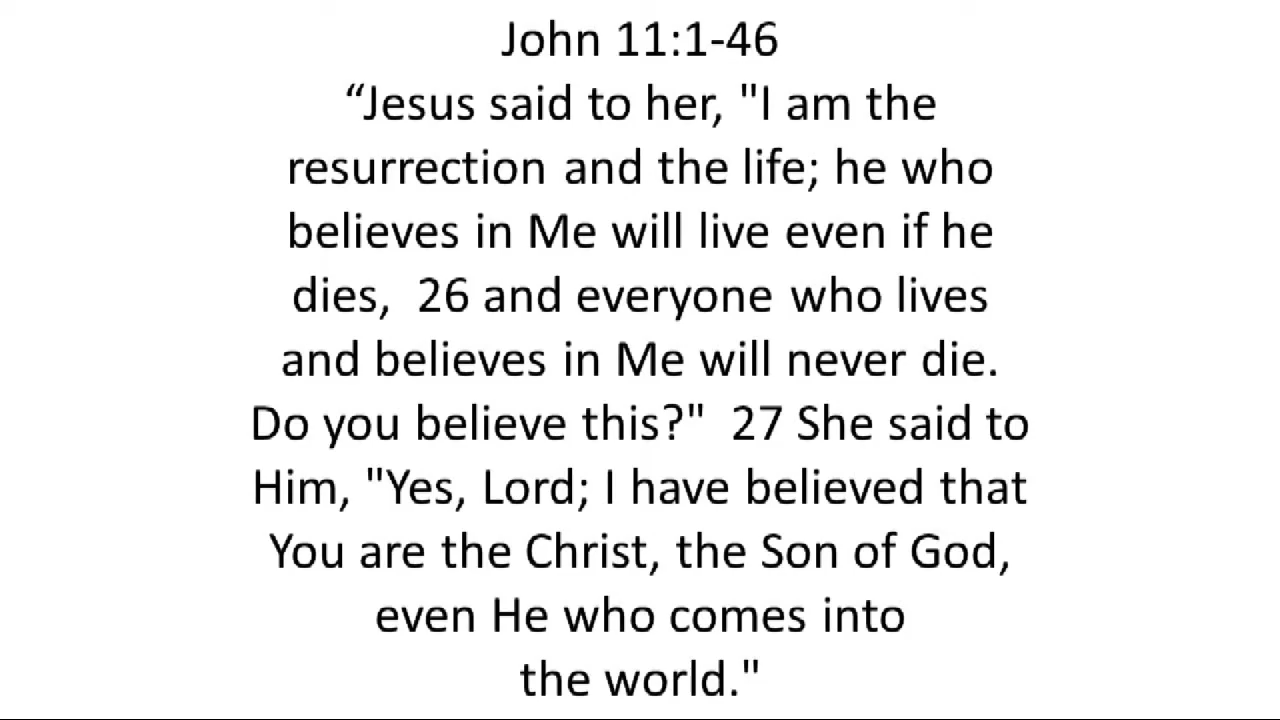 John 11:1-46
“Jesus said to her, "I am the
resurrection and the life; he who
believes in Me will live even if he
dies,  26 and everyone who lives
and believes in Me will never die.
Do you believe this?"  27 She said to
Him, "Yes, Lord; I have believed that
You are the Christ, the Son of God,
even He who comes into
the world."